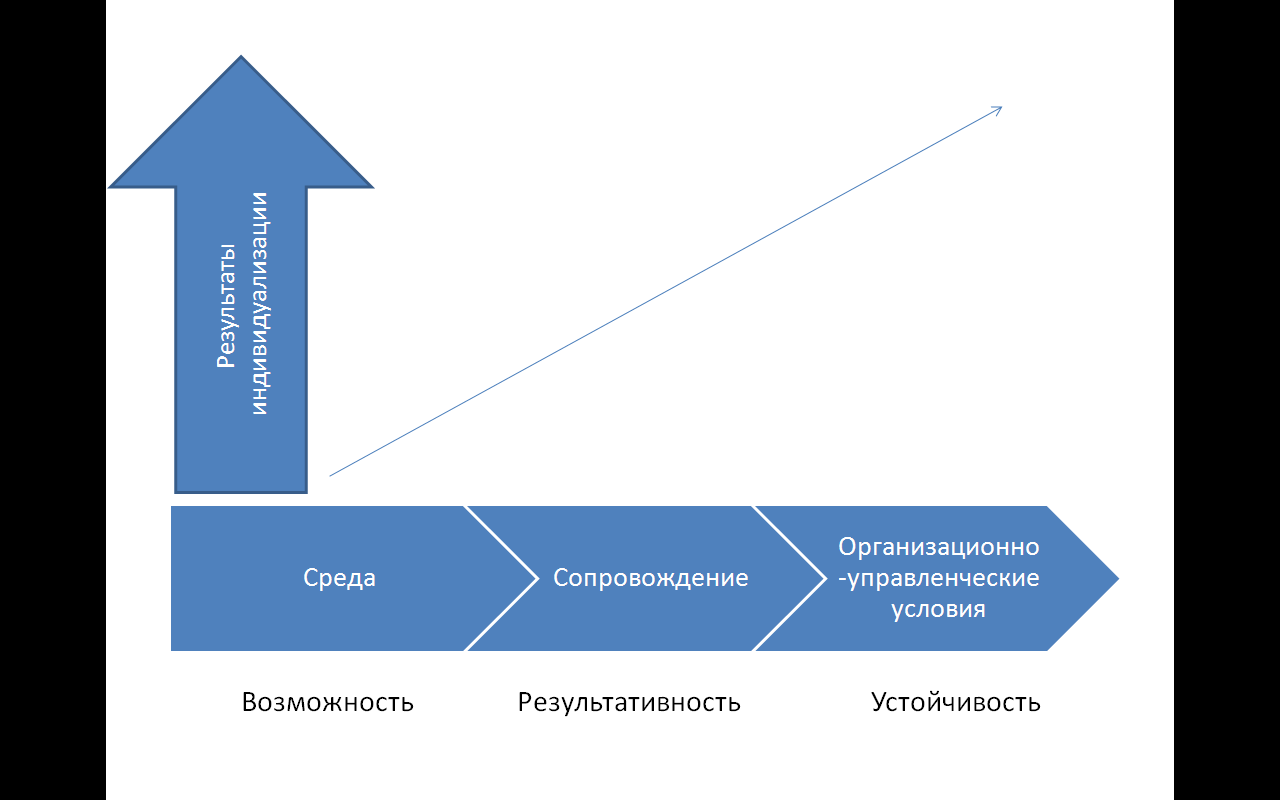 Результаты
индивидуализации
Среда
Сопровождение
Организационно
-управленческие
условия
Возможность
Результативность
Устойчивость